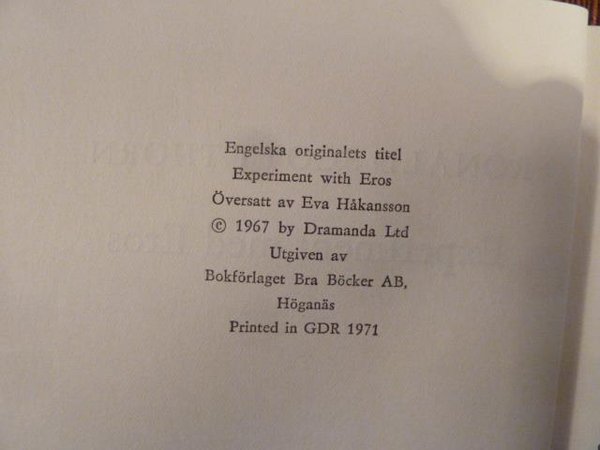 Engelska originalets titel
Experiment with Eros
Översatt av Eva Håkansson
© 1967 by Dramanda Ltd
Utgiven av
Bokförlaget Bra Böcker AB,
Höganäs
Printed in GDR 1971